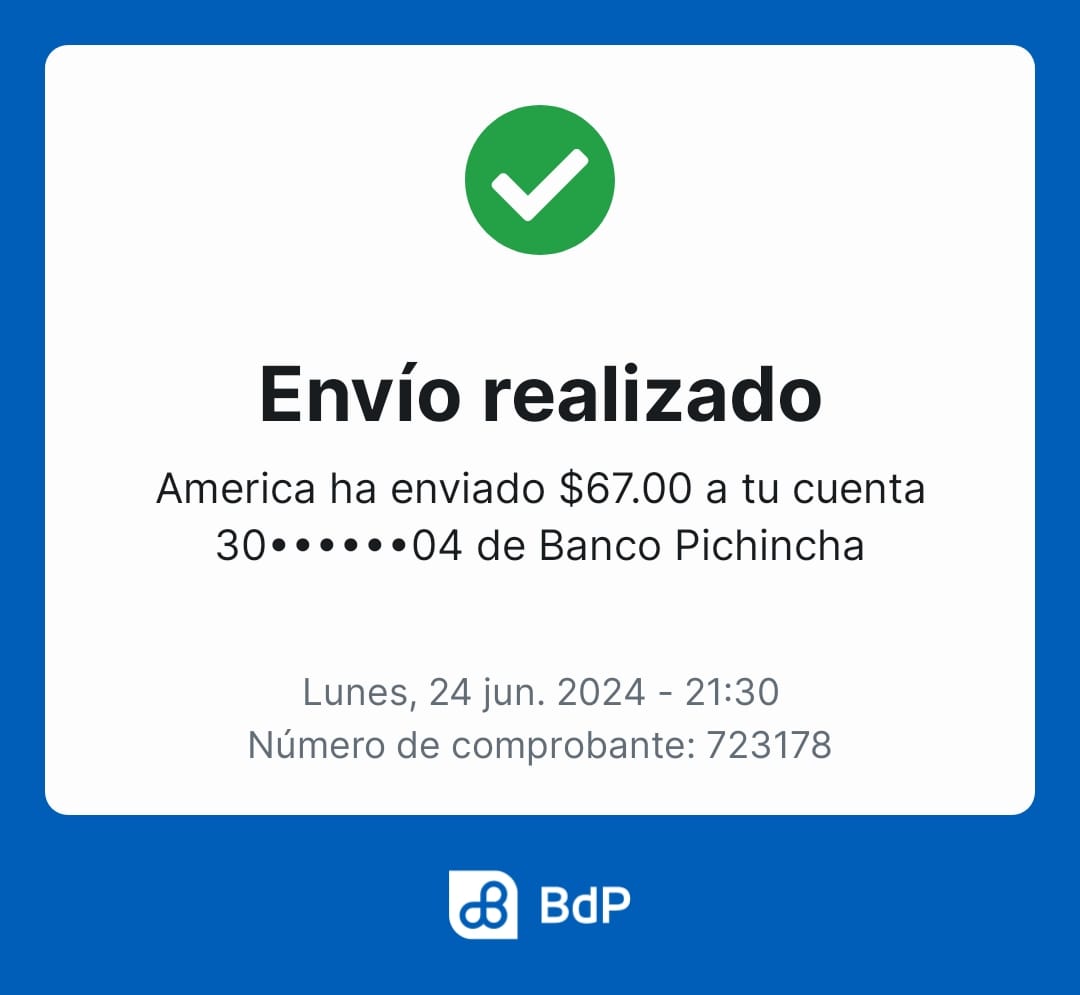 Envío realizado
America ha enviado $67.00 a tu cuenta
30••••••04 de Banco Pichincha
Lunes, 24 jun. 2024 - 21:30
Número de comprobante: 723178
BdP